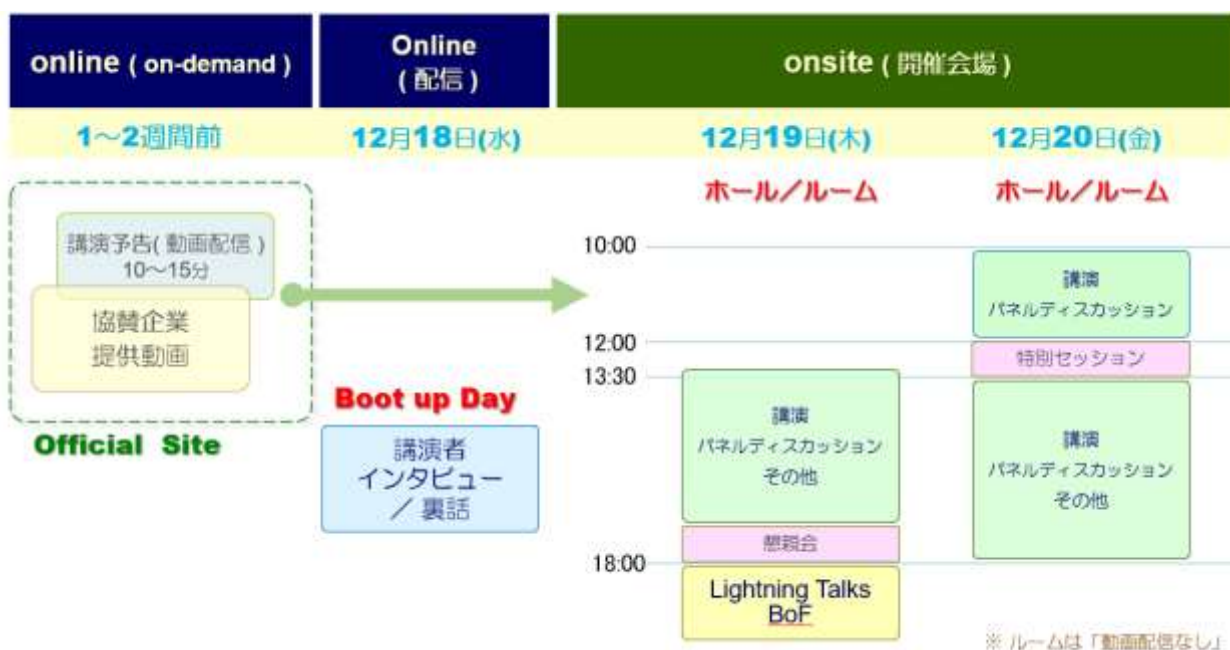 online ( on-demand )
Online
( 配信 )
onsite ( 開催会場 )
1～2週間前
12月18日(水)
12月19日(木)
12月20日(金)
ホール／ルーム
ホール／ルーム
講演予告( 動画配信 )
10～15分
協賛企業
提供動画
Official Site
Boot up Day
講演者
インタビュー
／ 裏話
10:00
12:00
13:30
18:00
講演
パネルディスカッション
その他
懇親会
Lightning Talks
BoF
講演
パネルディスカッション
特別セッション
講演
パネルディスカッション
その他
※ ルームは「動画配信なし」